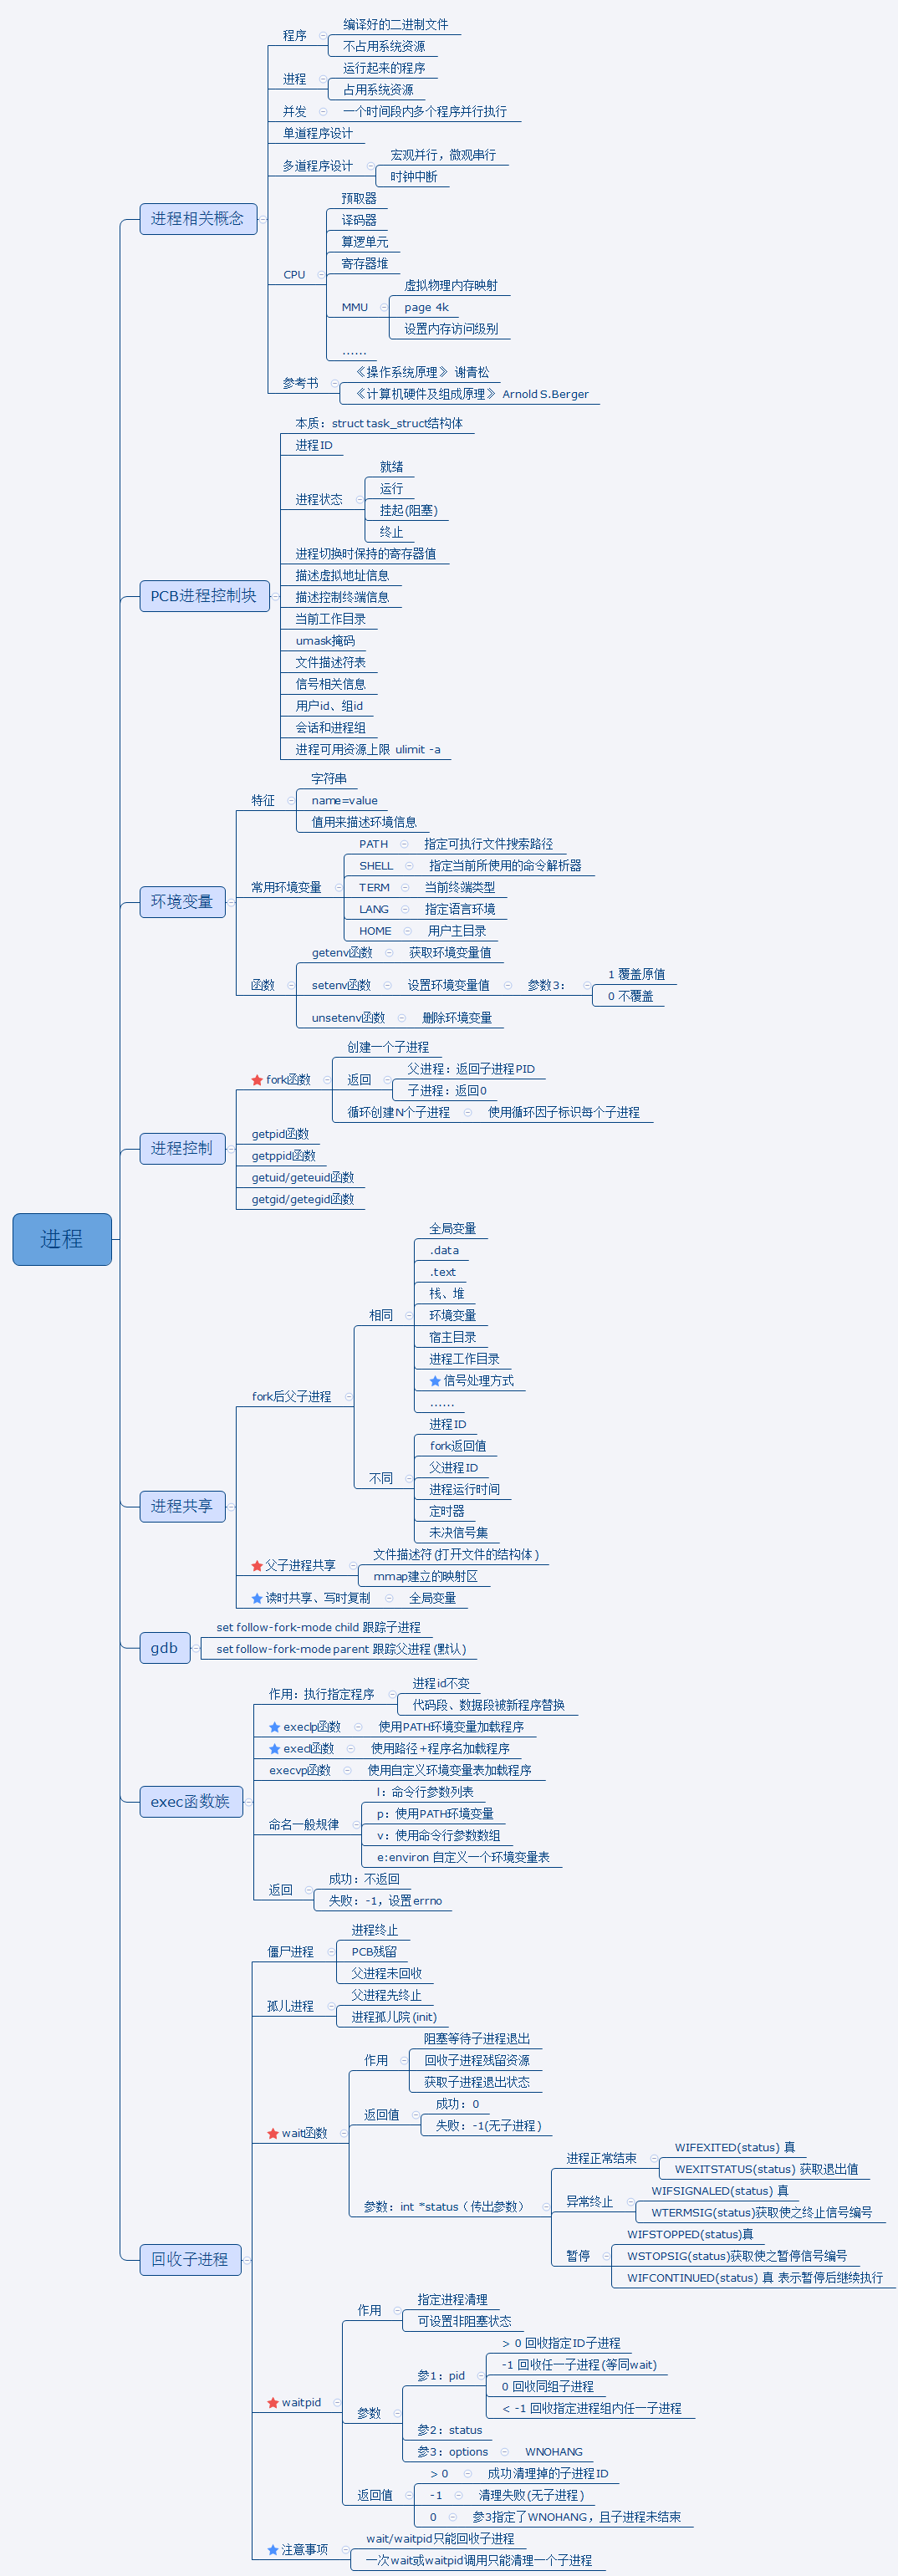 进程
进程相关概念
程序
编译好的二进制文件
不占用系统资源
进程
运行起来的程序
占用系统资源
并发
一个时间段内多个程序并行执行
单道程序设计
多道程序设计
宏观并行，微观串行
时钟中断
CPU
预取器
译码器
算逻单元
寄存器堆
MMU
虚拟物理内存映射
page 4k
设置内存访问级别
……
参考书
《操作系统原理》 谢青松
《计算机硬件及组成原理》 Arnold S.Berger
PCB进程控制块
本质：struct task_struct结构体
进程ID
进程状态
就绪
运行
挂起(阻塞)
终止
进程切换时保持的寄存器值
描述虚拟地址信息
描述控制终端信息
当前工作目录
umask掩码
文件描述符表
信号相关信息
用户id、组id
会话和进程组
进程可用资源上限 ulimit -a
环境变量
特征
字符串
name=value
值用来描述环境信息
常用环境变量
PATH
指定可执行文件搜索路径
SHELL
指定当前所使用的命令解析器
TERM
当前终端类型
LANG
指定语言环境
HOME
用户主目录
函数
getenv函数
获取环境变量值
setenv函数
设置环境变量值
参数3：
1 覆盖原值
0 不覆盖
unsetenv函数
删除环境变量
进程控制
fork函数
创建一个子进程
返回
父进程：返回子进程PID
子进程：返回0
循环创建N个子进程
使用循环因子标识每个子进程
getpid函数
getppid函数
getuid/geteuid函数
getgid/getegid函数
进程共享
fork后父子进程
相同
全局变量
.data
.text
栈、堆
环境变量
宿主目录
进程工作目录
信号处理方式
……
不同
进程ID
fork返回值
父进程ID
进程运行时间
定时器
未决信号集
父子进程共享
文件描述符(打开文件的结构体)
mmap建立的映射区
读时共享、写时复制
全局变量
gdb
set follow-fork-mode child 跟踪子进程
set follow-fork-mode parent 跟踪父进程(默认)
exec函数族
作用：执行指定程序
进程id不变
代码段、数据段被新程序替换
execlp函数
使用PATH环境变量加载程序
execl函数
使用路径+程序名加载程序
execvp函数
使用自定义环境变量表加载程序
命名一般规律
l：命令行参数列表
p：使用PATH环境变量
v：使用命令行参数数组
e:environ 自定义一个环境变量表
返回
成功：不返回
失败：-1，设置errno
回收子进程
僵尸进程
进程终止
PCB残留
父进程未回收
孤儿进程
父进程先终止
进程孤儿院(init)
wait函数
作用
阻塞等待子进程退出
回收子进程残留资源
获取子进程退出状态
返回值
成功：0
失败：-1(无子进程)
参数：int *status（传出参数）
进程正常结束
WIFEXITED(status) 真
WEXITSTATUS(status) 获取退出值
异常终止
WIFSIGNALED(status) 真
WTERMSIG(status)获取使之终止信号编号
暂停
WIFSTOPPED(status)真
WSTOPSIG(status)获取使之暂停信号编号
WIFCONTINUED(status) 真 表示暂停后继续执行
waitpid
作用
指定进程清理
可设置非阻塞状态
参数
参1：pid
> 0 回收指定ID子进程
-1 回收任一子进程(等同wait)
0 回收同组子进程
< -1 回收指定进程组内任一子进程
参2：status
参3：options
WNOHANG
返回值
> 0
成功清理掉的子进程ID
-1
清理失败(无子进程)
0
参3指定了WNOHANG，且子进程未结束
注意事项
wait/waitpid只能回收子进程
一次wait或waitpid调用只能清理一个子进程